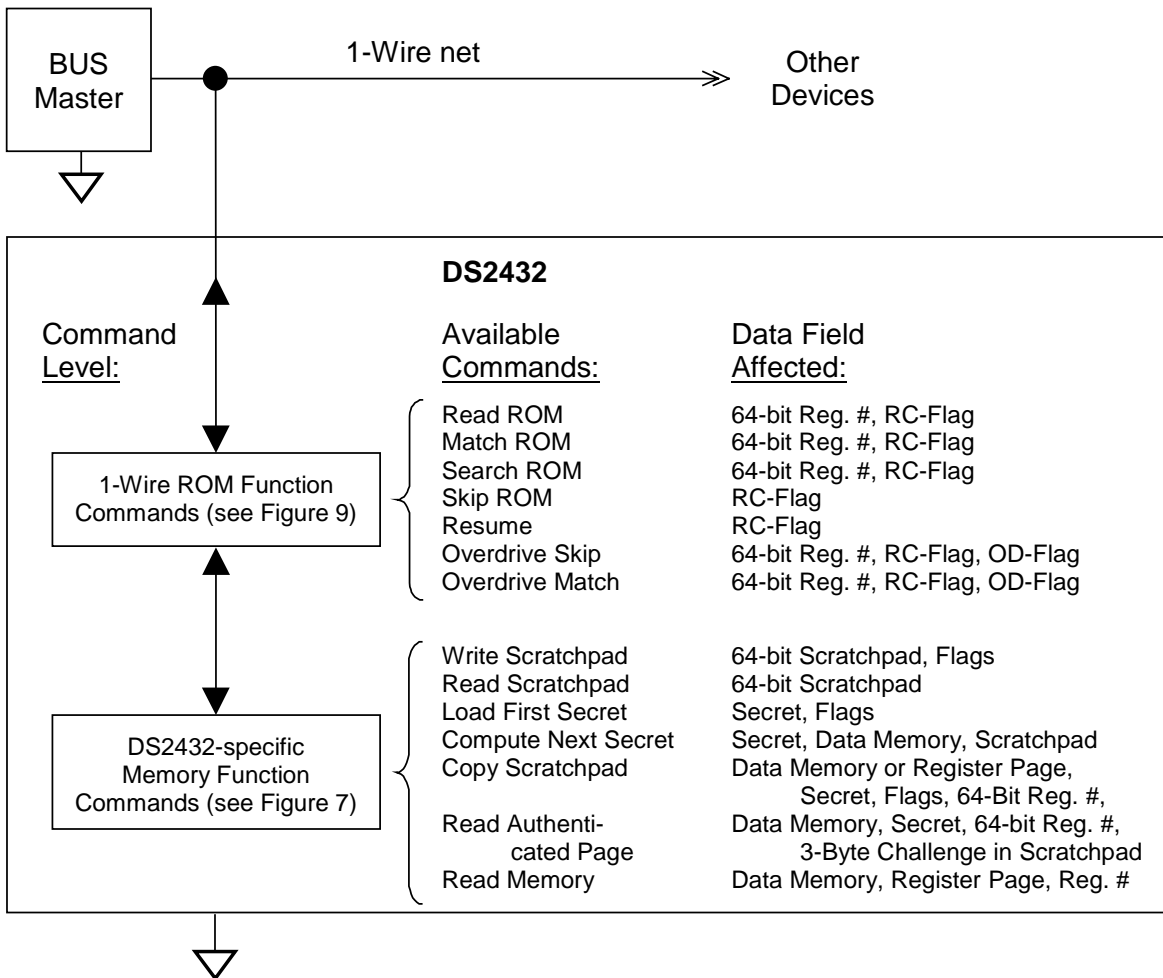 BUS
Master
1-Wire net
Other
Devices
DS2432
Command
Level:
Available
Commands:
Data Field
Affected:
1-Wire ROM Function
Commands (see Figure 9)
Read ROM 64-bit Reg. #, RC-Flag
Match ROM 64-bit Reg. #, RC-Flag
Search ROM 64-bit Reg. #, RC-Flag
Skip ROM RC-Flag
Resume RC-Flag
Overdrive Skip 64-bit Reg. #, RC-Flag, OD-Flag
Overdrive Match 64-bit Reg. #, RC-Flag, OD-Flag
DS2432-specific
Memory Function
Commands (see Figure 7)
Write Scratchpad 64-bit Scratchpad, Flags
Read Scratchpad 64-bit Scratchpad
Load First Secret Secret, Flags
Compute Next Secret Secret, Data Memory, Scratchpad
Copy Scratchpad Data Memory or Register Page,
Secret, Flags, 64-Bit Reg. #,
Read Authenti- Data Memory, Secret, 64-bit Reg. #,
cated Page 3-Byte Challenge in Scratchpad
Read Memory Data Memory, Register Page, Reg. #